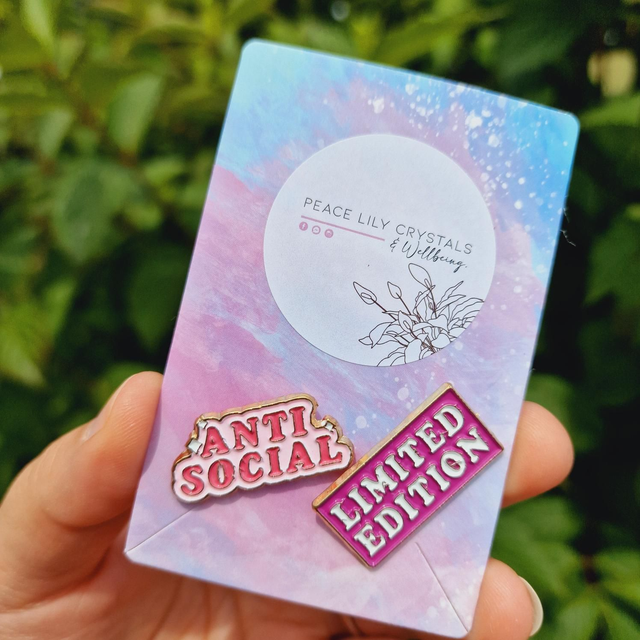 PEACE LILY CRYSTALS
& Wellbeing
ANTI
SOCIAL
LIMITED
EDITION